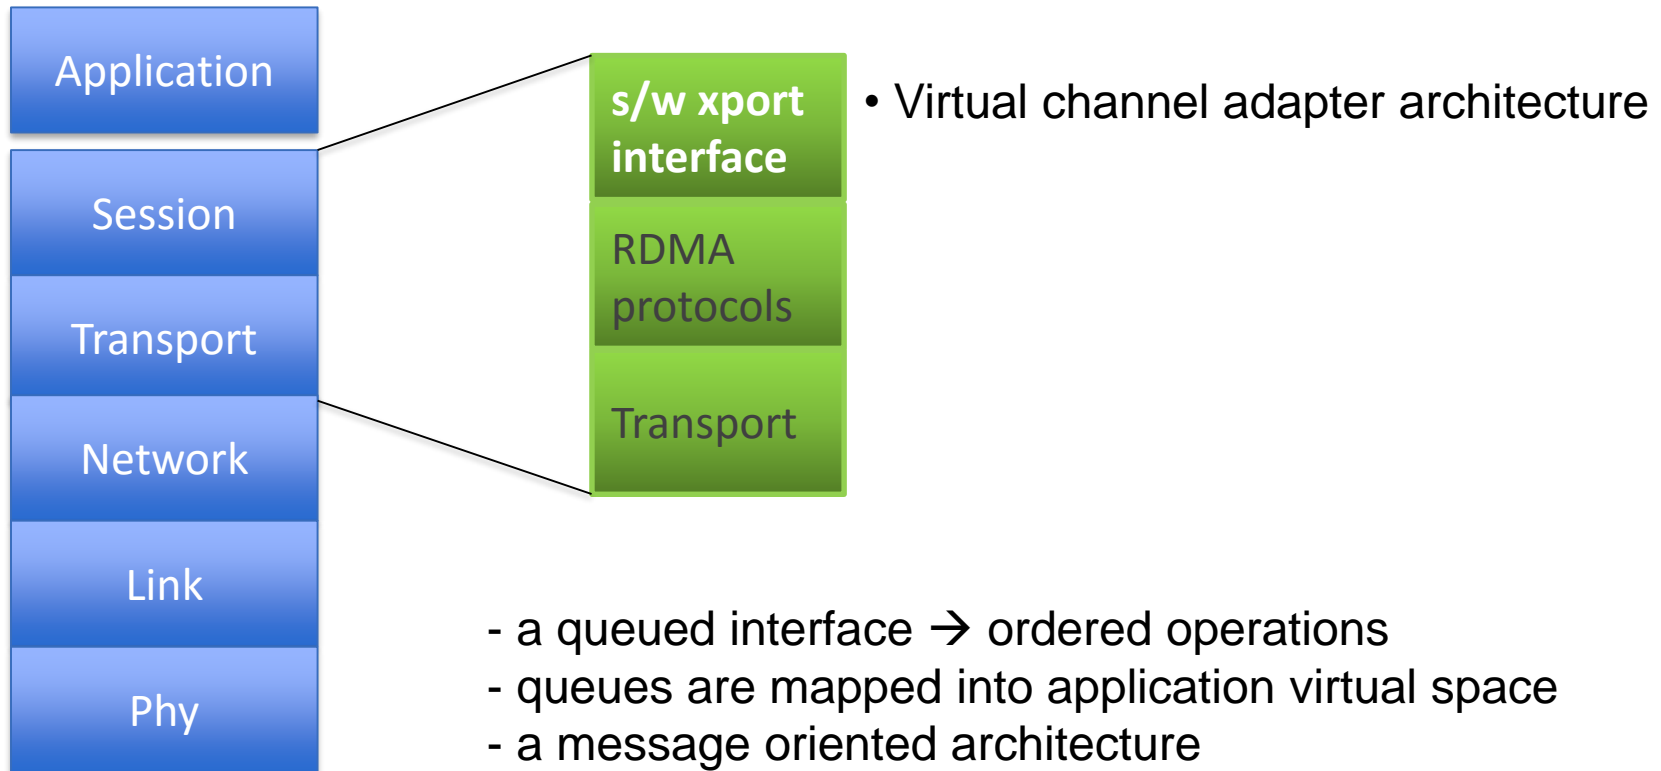 Application
Session
Transport
Network
Link
Phy
s/w xport
interface
RDMA
protocols
Transport
• Virtual channel adapter architecture
- a queued interface → ordered operations
- queues are mapped into application virtual space
- a message oriented architecture